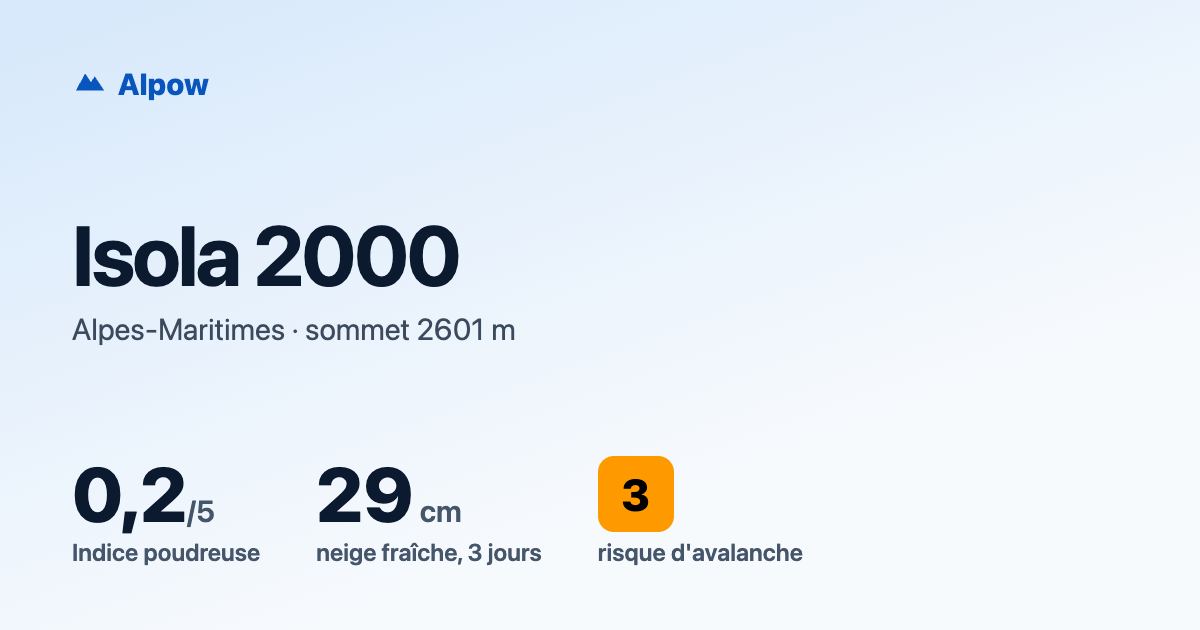 Alpow
Isola 2000
Alpes-Maritimes · sommet 2601 m
0,2/5
Indice poudreuse
29 cm
neige fraîche, 3 jours
3
risque d'avalanche